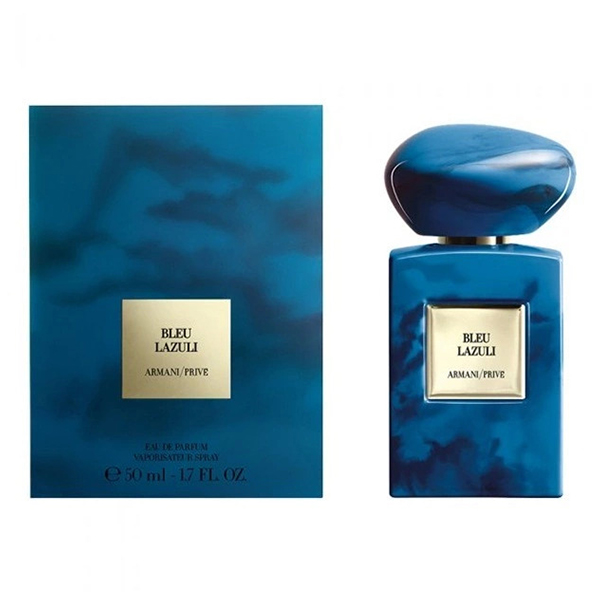 BLEU
LAZULI
ARMANI/PRIVE
EAU DE PARFUM
VAPORISATEUR.SPRAY
℮ 50 ml - 1.7 FL. OZ.
BLEU
LAZULI
ARMANI/PRIVE